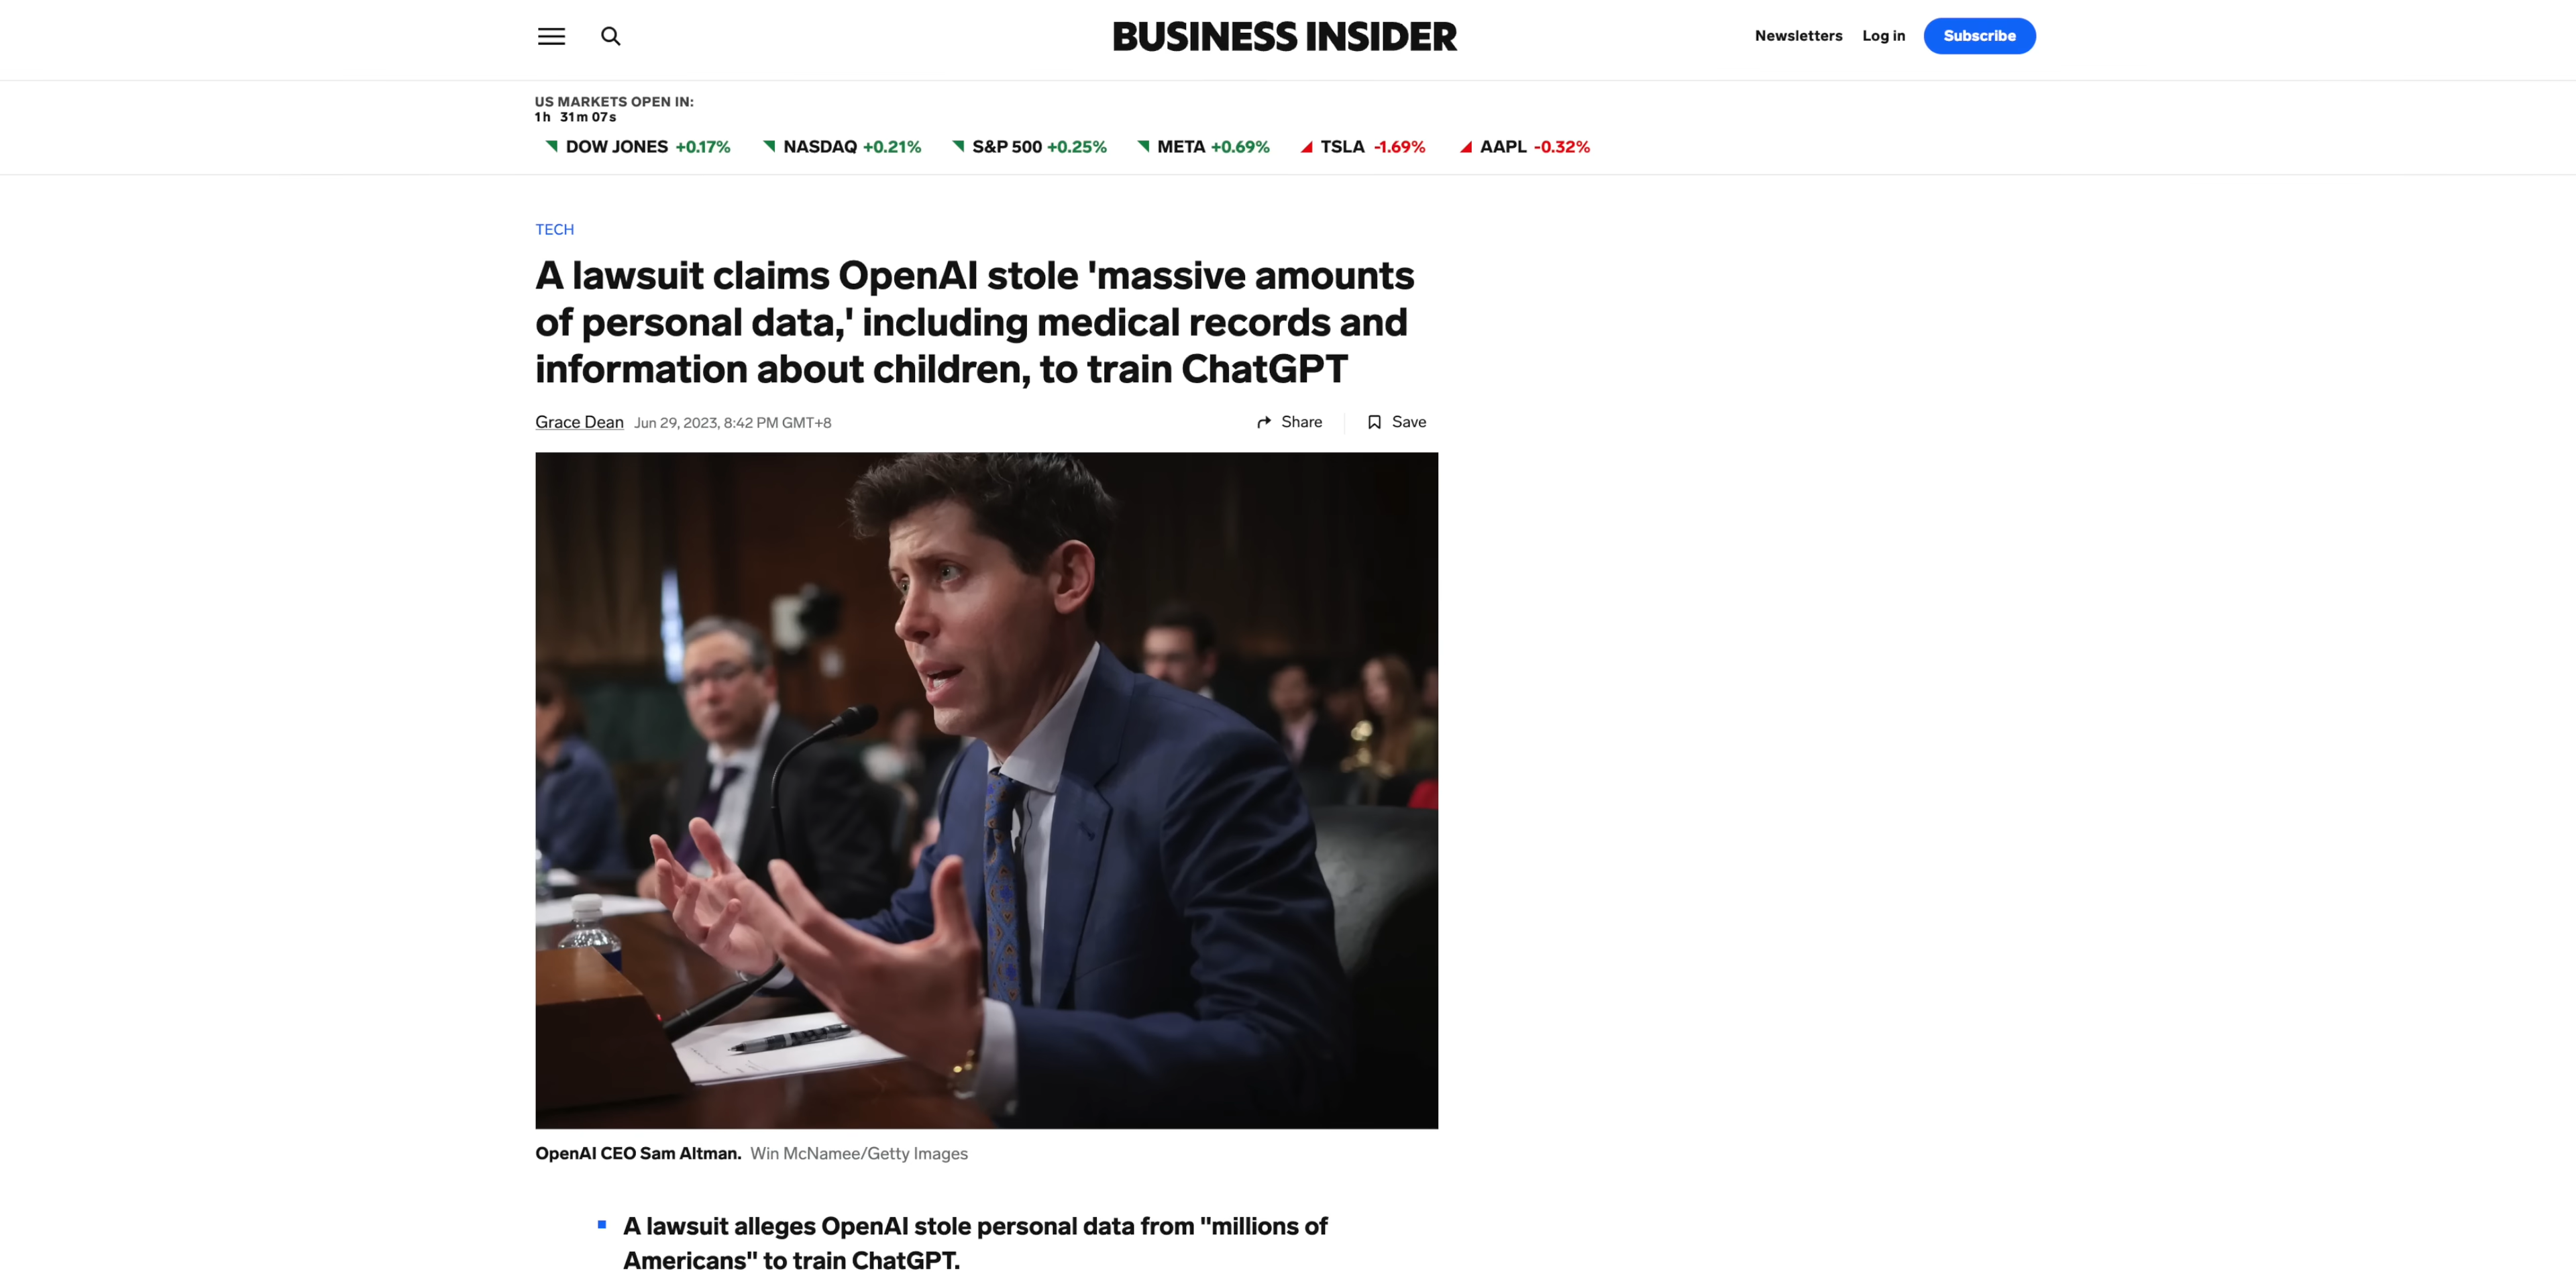 BUSINESS INSIDER
Newsletters Log in Subscribe
US MARKETS OPEN IN:
1h 31m 07s
DOW JONES +0.17% NASDAQ +0.21% S&P 500 +0.25% META +0.69% TSLA -1.69% AAPL -0.32%
TECH
A lawsuit claims OpenAI stole 'massive amounts
of personal data,' including medical records and
information about children, to train ChatGPT
Grace Dean Jun 29, 2023, 8:42 PM GMT+8 Share Save
OpenAI CEO Sam Altman. Win McNamee/Getty Images
A lawsuit alleges OpenAI stole personal data from "millions of
Americans" to train ChatGPT.